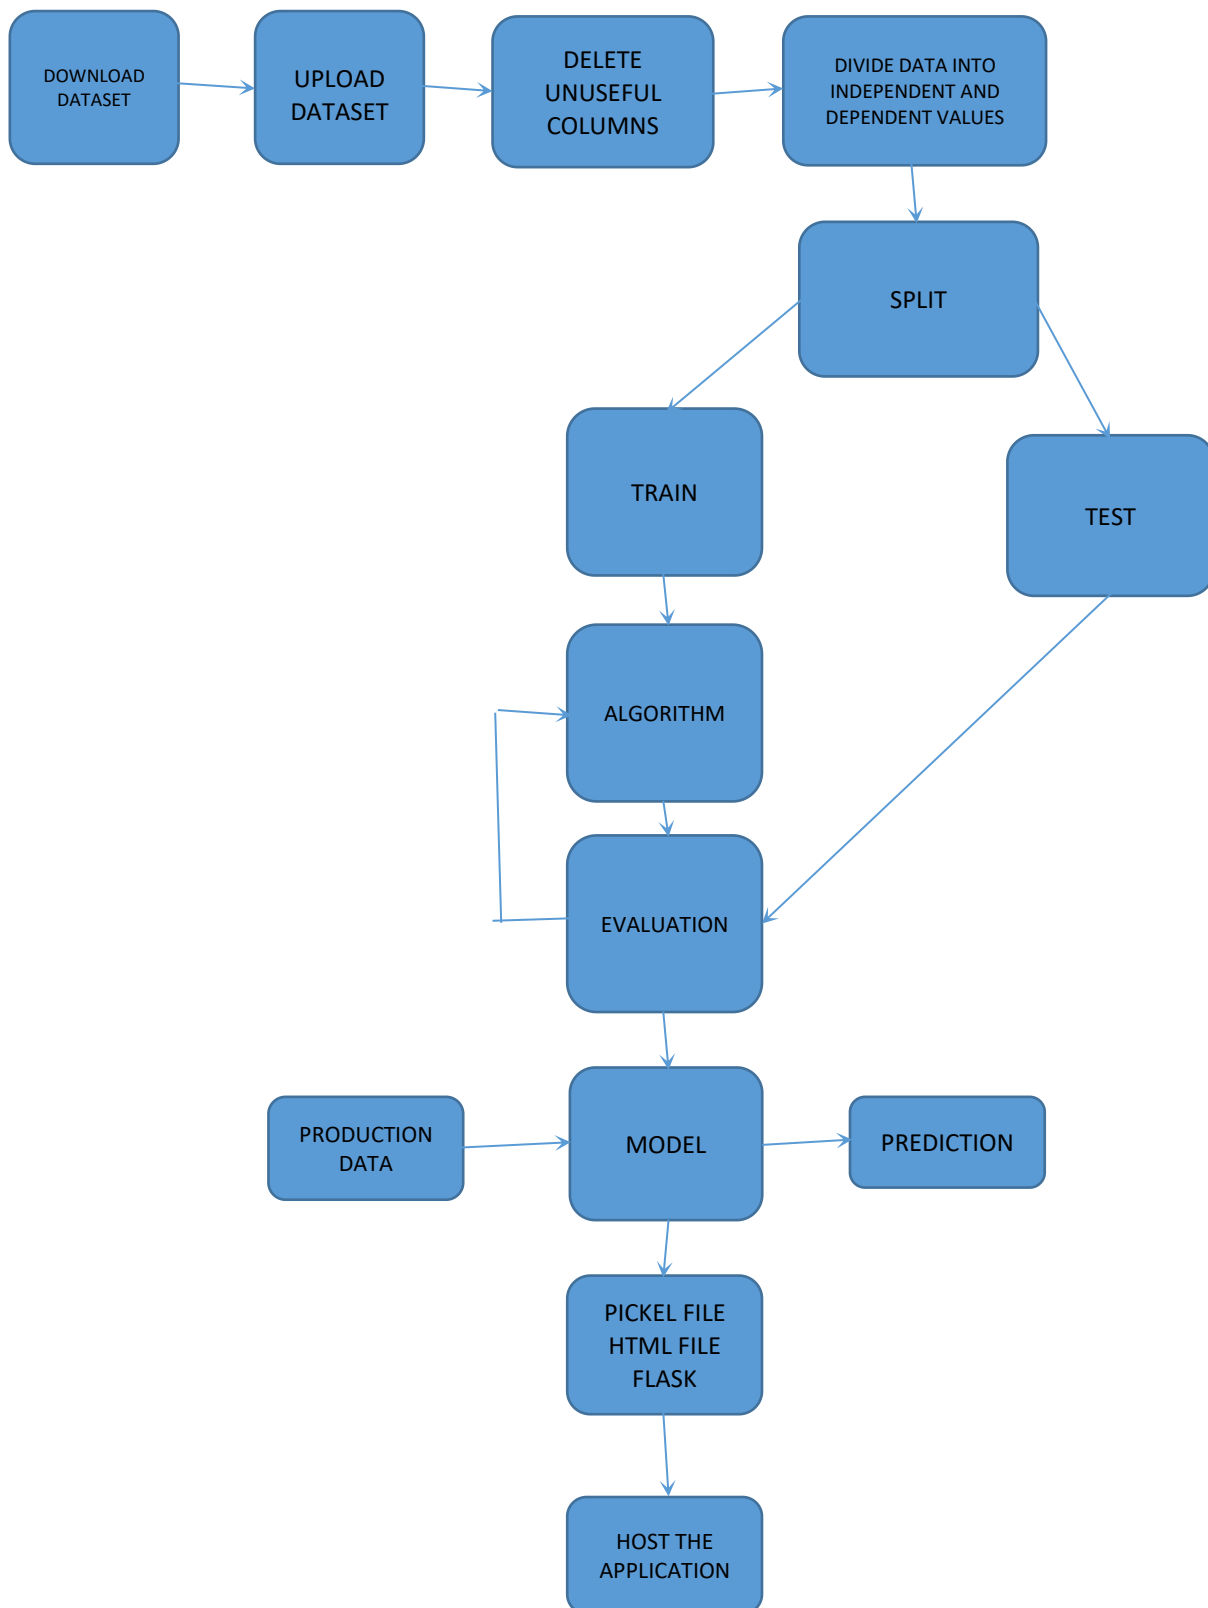 DOWNLOAD
DATASET
UPLOAD
DATASET
DELETE
UNUSEFUL
COLUMNS
DIVIDE DATA INTO
INDEPENDENT AND
DEPENDENT VALUES
SPLIT
TRAIN
TEST
ALGORITHM
EVALUATION
PRODUCTION
DATA
MODEL
PREDICTION
PICKEL FILE
HTML FILE
FLASK
HOST THE
APPLICATION